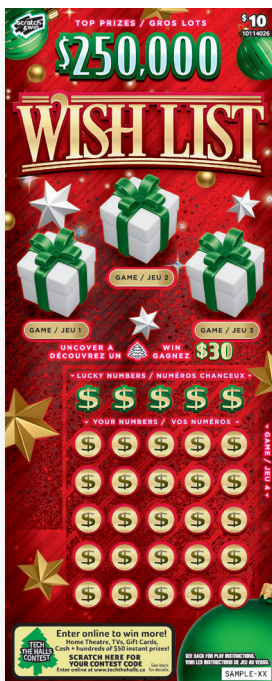 Scratch & Win
TOP PRIZES / GROS LOTS
$10
10114026
$250,000
WISH LIST
GAME / JEU 1
GAME / JEU 2
GAME / JEU 3
UNCOVER A WIN $30
DÉCOUVREZ UN GAGNEZ
LUCKY NUMBERS / NUMÉROS CHANCEUX
$ $ $ $ $
YOUR NUMBERS / VOS NUMÉROS
$ $ $ $ $
$ $ $ $ $
$ $ $ $ $
$ $ $ $ $
$ $ $ $ $
GAME / JEU 4
TECH
THE HALLS
CONTEST
Enter online to win more!
Home Theatre, TVs, Gift Cards,
Cash + hundreds of $50 instant prizes!
SCRATCH HERE FOR
YOUR CONTEST CODE
Enter online at www.techthehalls.ca
See back
for details.
SEE BACK FOR PLAY INSTRUCTIONS.
VOIR LES INSTRUCTIONS DE JEU AU VERSO.
SAMPLE-XX